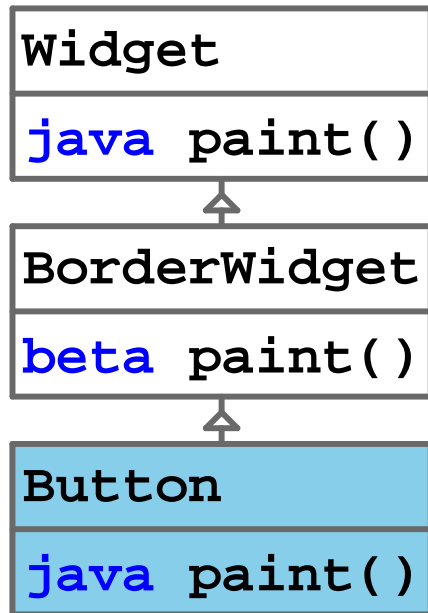 Widget
java paint()
BorderWidget
beta paint()
Button
java paint()